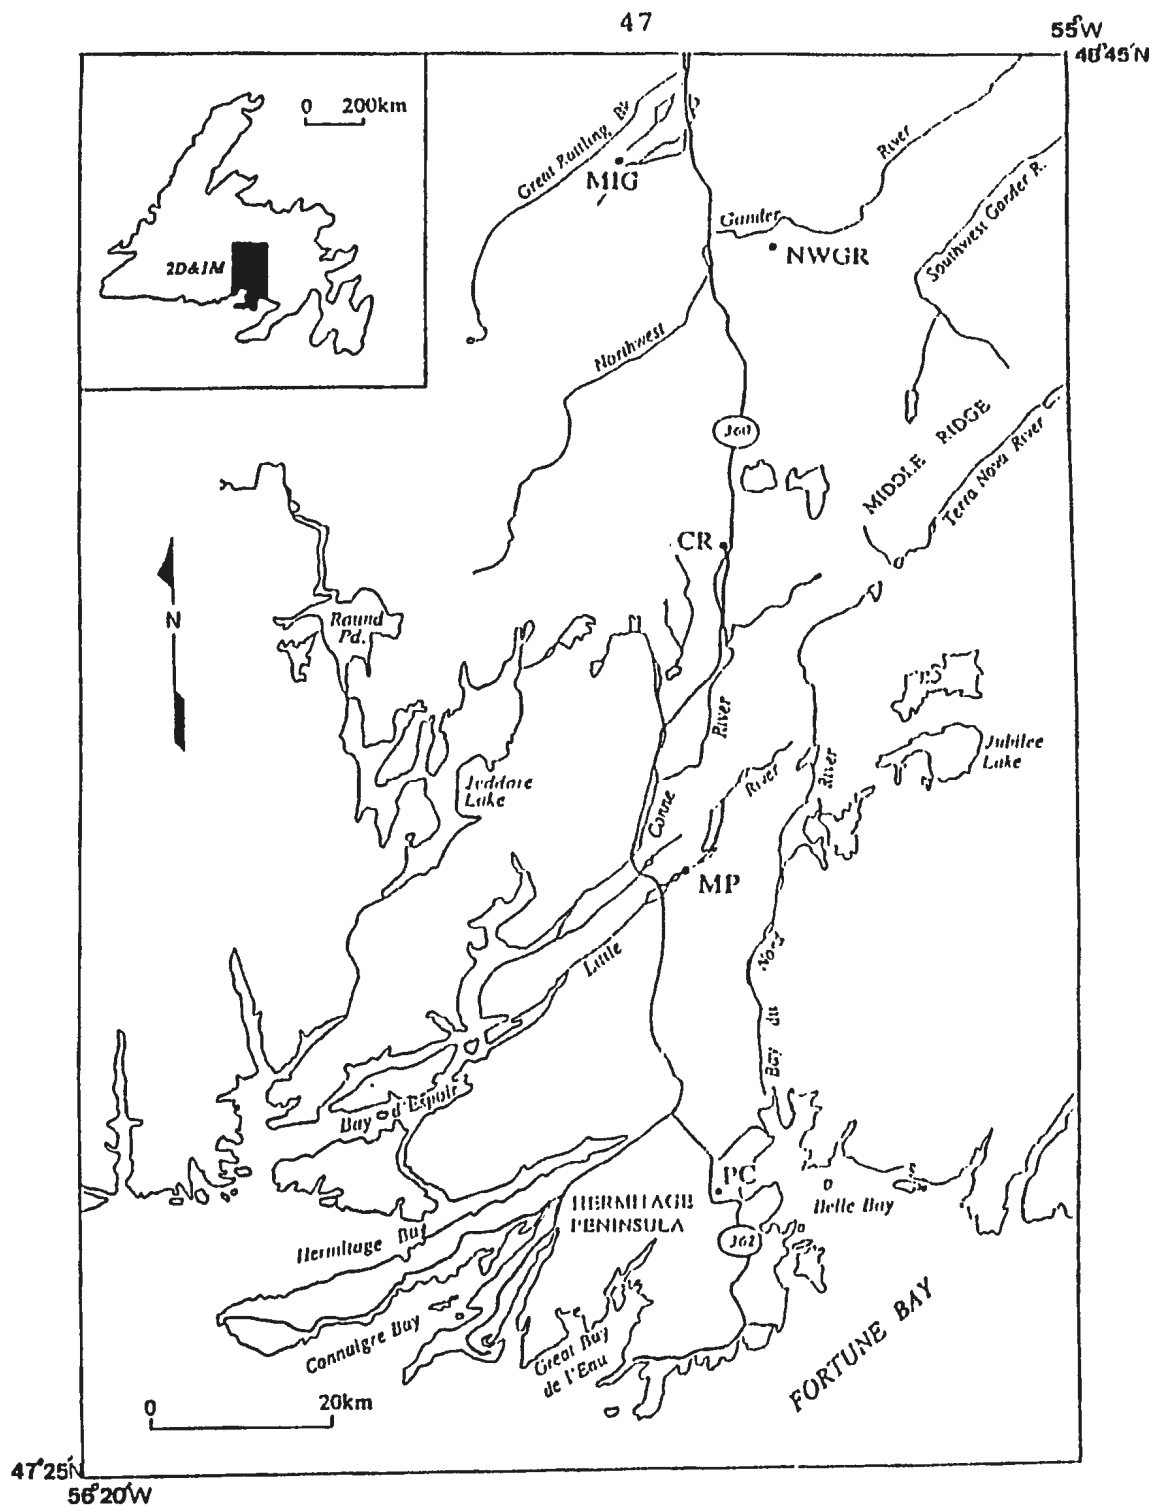 47
55°W
48°45'N
0 200km
2D&1M
Great Rattling Bk
MIG
River
Gander
NWGR
Southwest Gander R.
Northwest
360
MIDDLE RIDGE
Terra Nova River
CR
N
Round
Pd.
River
Jubilee
Lake
Jeddore
Lake
River
River
Conne
MP
Little
Nord
du
Bay
Bay d'Espoir
PC
HERMITAGE
PENINSULA
Belle Bay
Hermitage Bay
362
Connaigre Bay
Great Bay
de l'Eau
FORTUNE BAY
0 20km
47°25'N
56°20'W